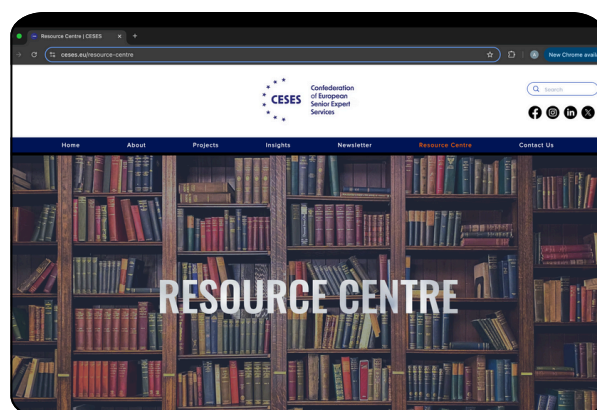 Resource Centre | CESES
ceses.eu/resource-centre
New Chrome avail
CESES
Confederation
of European
Senior Expert
Services
Search
Home About Projects Insights Newsletter Resource Centre Contact Us
RESOURCE CENTRE